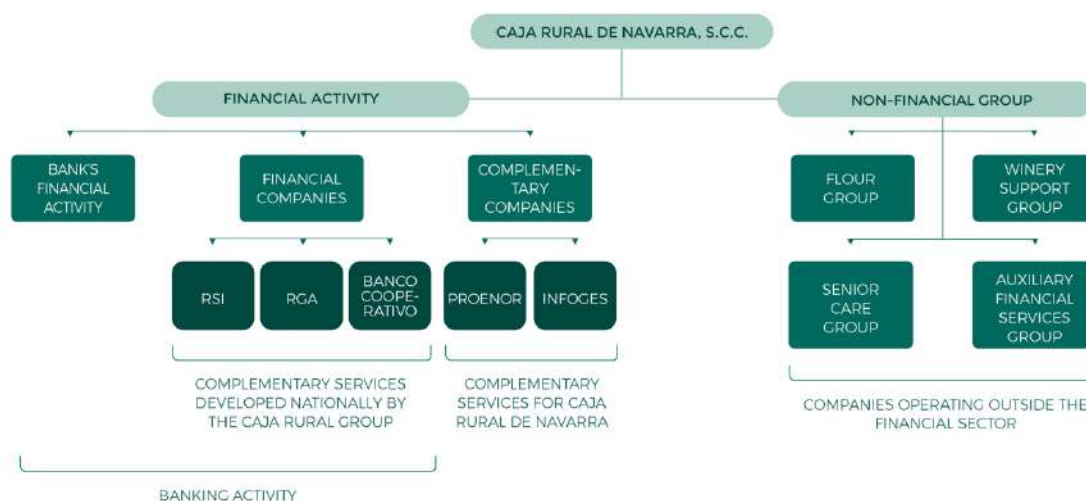 CAJA RURAL DE NAVARRA, S.C.C.
FINANCIAL ACTIVITY
NON-FINANCIAL GROUP
BANK'S
FINANCIAL
ACTIVITY
FINANCIAL
COMPANIES
COMPLEMEN-
TARY
COMPANIES
FLOUR
GROUP
WINERY
SUPPORT
GROUP
RSI
RGA
BANCO
COOPE-
RATIVO
PROENOR
INFOGES
SENIOR
CARE
GROUP
AUXILIARY
FINANCIAL
SERVICES
GROUP
COMPLEMENTARY SERVICES
DEVELOPED NATIONALLY BY
THE CAJA RURAL GROUP
COMPLEMENTARY
SERVICES FOR CAJA
RURAL DE NAVARRA
COMPANIES OPERATING OUTSIDE THE
FINANCIAL SECTOR
BANKING ACTIVITY